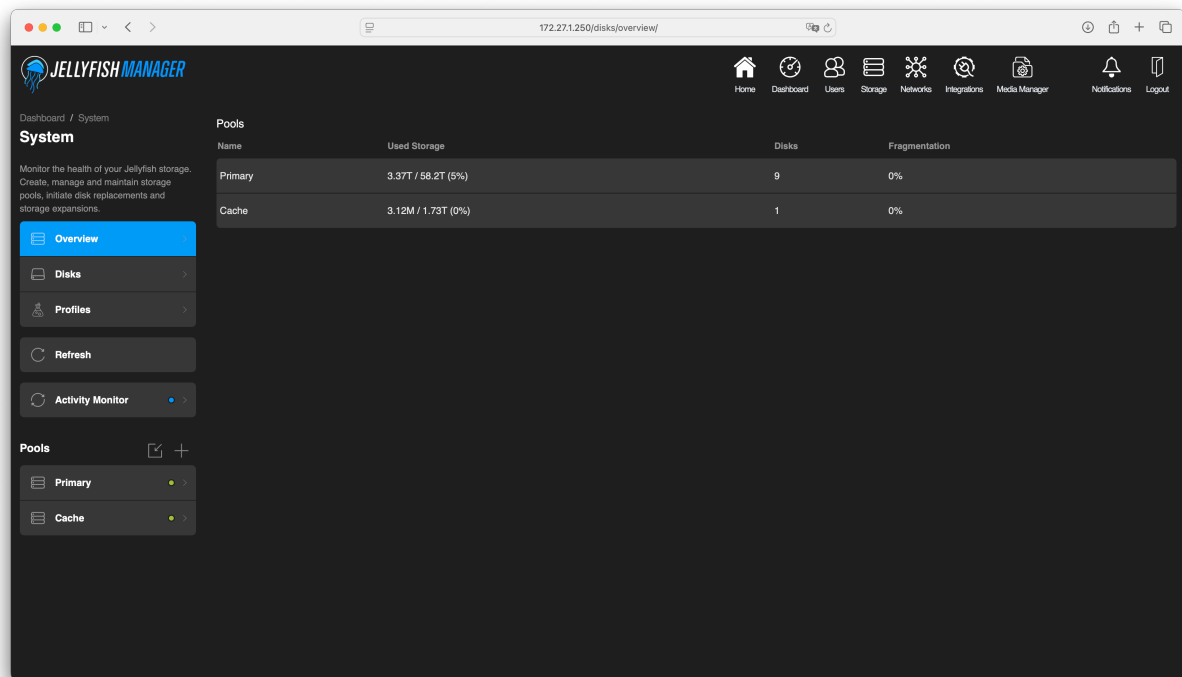 172.27.1.250/disks/overview/
JELLYFISH MANAGER
Home
Dashboard
Users
Storage
Networks
Integrations
Media Manager
Notifications
Logout
Dashboard / System
System
Monitor the health of your Jellyfish storage.
Create, manage and maintain storage
pools, initiate disk replacements and
storage expansions.
Overview
Disks
Profiles
Refresh
Activity Monitor
Pools
Primary
Cache
Pools
Name Used Storage Disks Fragmentation
Primary 3.37T / 58.2T (5%) 9 0%
Cache 3.12M / 1.73T (0%) 1 0%